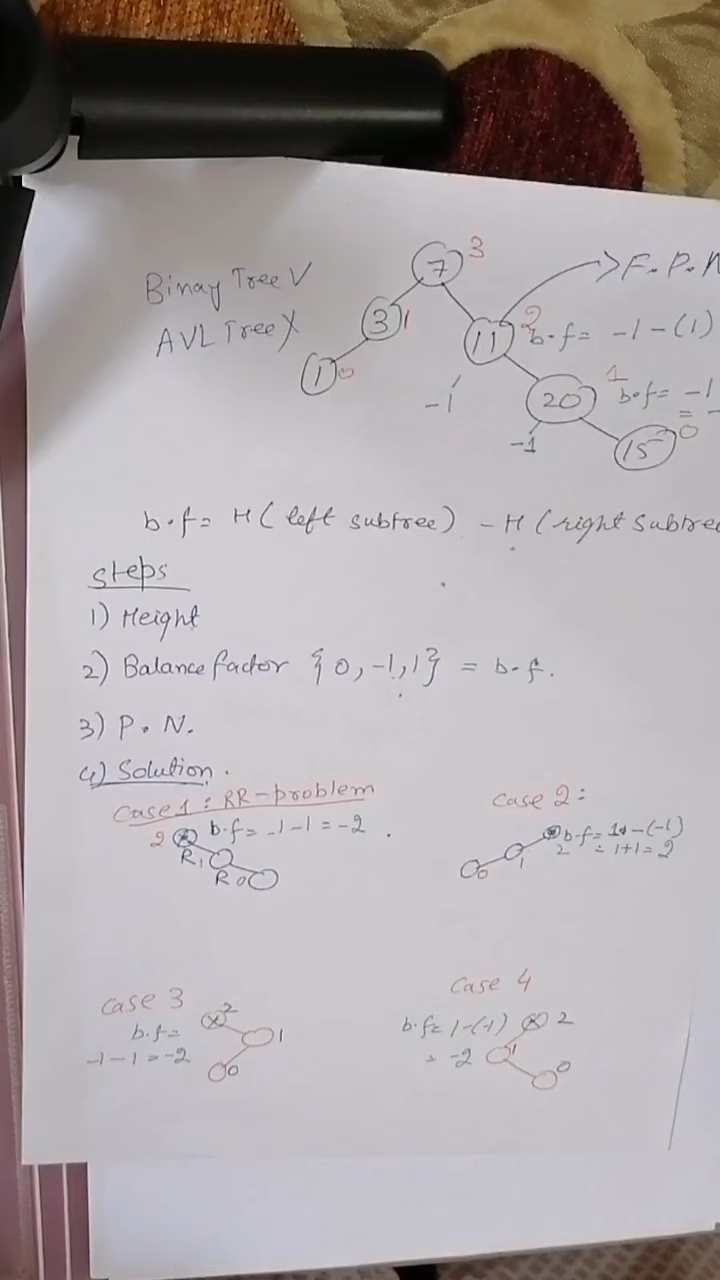 Binay Tree V
AVL Tree X
7 3
3 1
1 0
11 2
F.P.N
b.f = -1-(1)
-1
20 1
b.f = -1
= -
-1
15 0
b.f = H(left subtree) - H(right subtree
steps
1) Height
2) Balance factor {0,-1,1} = b.f.
3) P.N.
4) Solution.
Case 1: RR-problem
2 b.f = -1-1 = -2 .
R 1
R 0
Case 2:
b.f = 1-(-1)
2 = 1+1 = 2
1
0
Case 3
2
b.f =
-1-1 = -2
1
0
Case 4
b.f = 1-(-1) 2
= -2
1
0